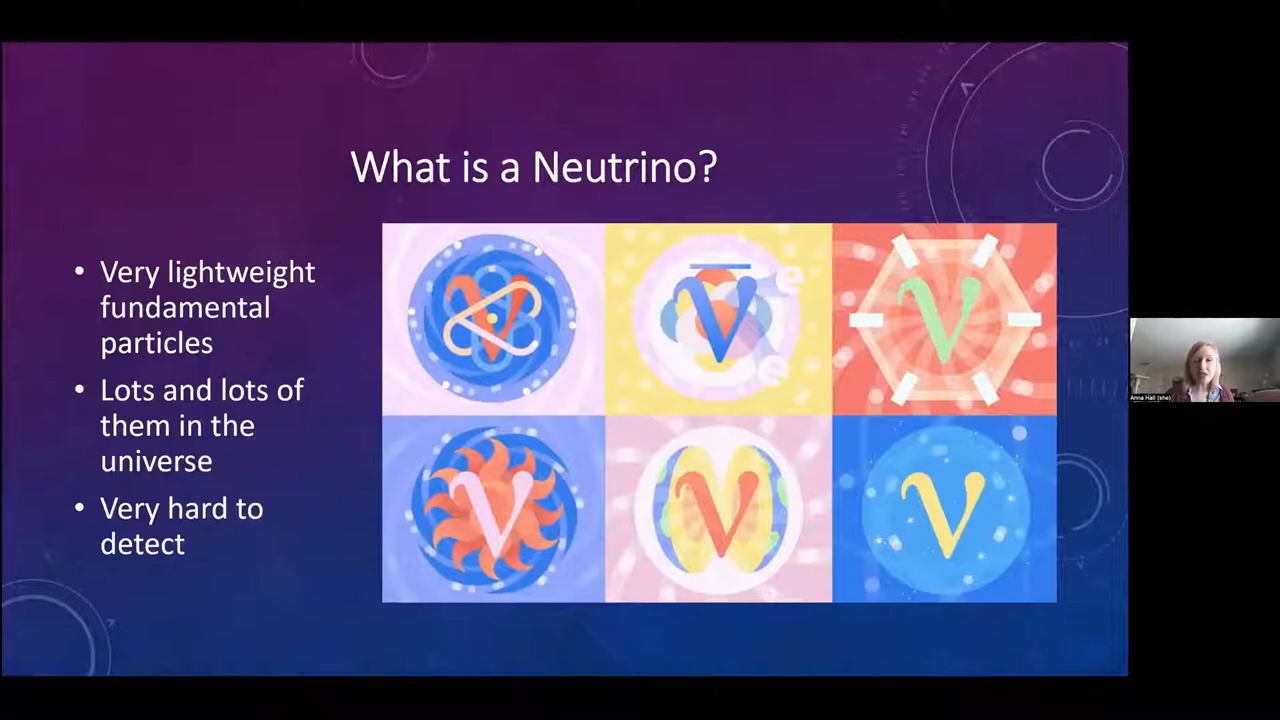 What is a Neutrino?
• Very lightweight
fundamental
particles
• Lots and lots of
them in the
universe
• Very hard to
detect
ν
ν
e
e
ν
ν
ν
ν
Anna Hall (she)